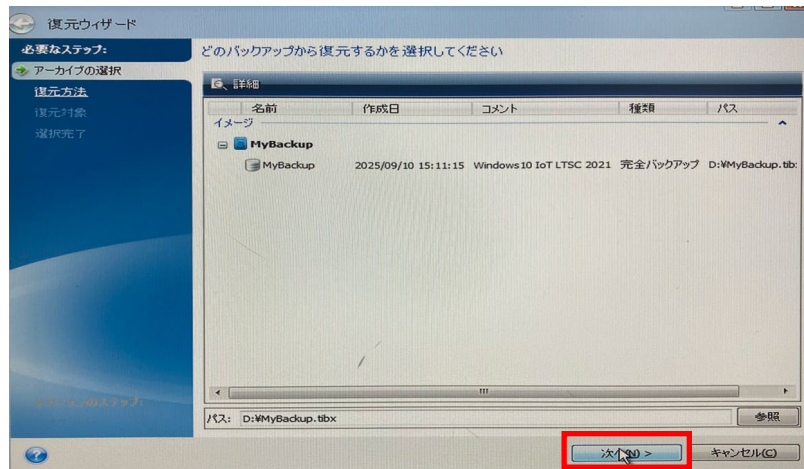 復元ウィザード
必要なステップ:
アーカイブの選択
復元方法
復元対象
選択完了
どのバックアップから復元するかを選択してください
詳細
名前 作成日 コメント 種類 パス
イメージ
MyBackup
MyBackup 2025/09/10 15:11:15 Windows10 IoT LTSC 2021 完全バックアップ D:¥MyBackup.tib:
パス: D:¥MyBackup.tibx 参照
次へ(N) > キャンセル(C)